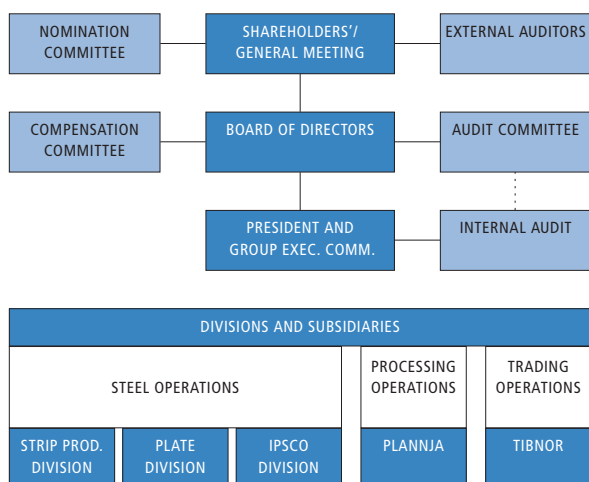 NOMINATION
COMMITTEE
SHAREHOLDERS'/
GENERAL MEETING
EXTERNAL AUDITORS
COMPENSATION
COMMITTEE
BOARD OF DIRECTORS
AUDIT COMMITTEE
PRESIDENT AND
GROUP EXEC. COMM.
INTERNAL AUDIT
DIVISIONS AND SUBSIDIARIES
STEEL OPERATIONS
PROCESSING
OPERATIONS
TRADING
OPERATIONS
STRIP PROD.
DIVISION
PLATE
DIVISION
IPSCO
DIVISION
PLANNJA
TIBNOR